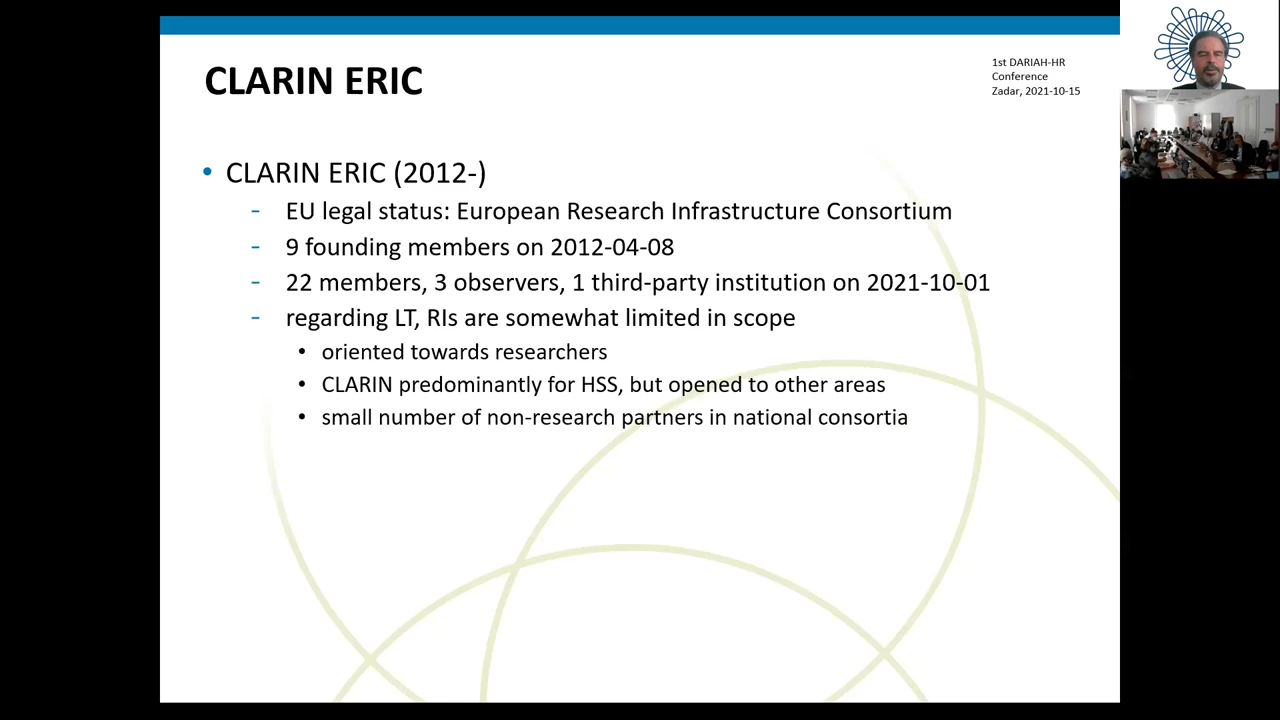 CLARIN ERIC
1st DARIAH-HR
Conference
Zadar, 2021-10-15
• CLARIN ERIC (2012-)
- EU legal status: European Research Infrastructure Consortium
- 9 founding members on 2012-04-08
- 22 members, 3 observers, 1 third-party institution on 2021-10-01
- regarding LT, RIs are somewhat limited in scope
• oriented towards researchers
• CLARIN predominantly for HSS, but opened to other areas
• small number of non-research partners in national consortia